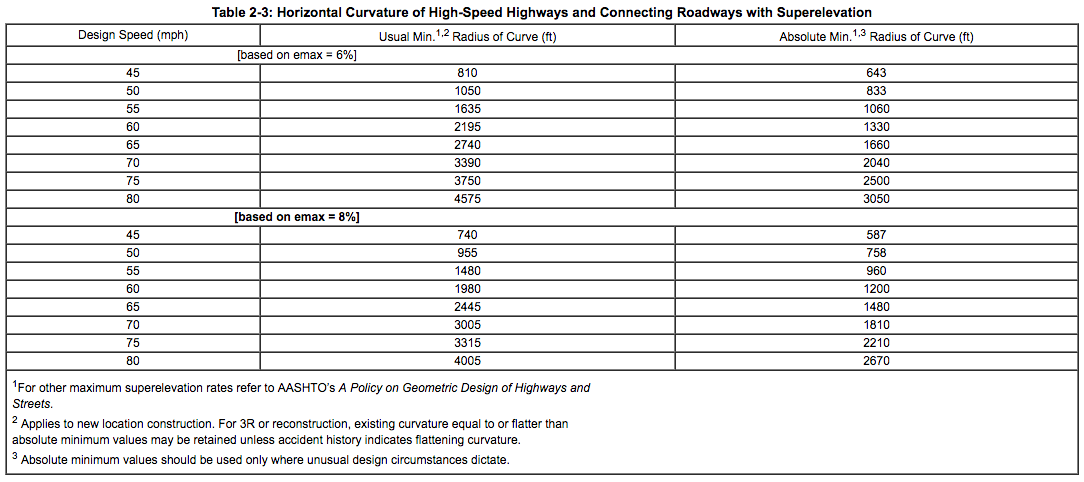 Table 2-3: Horizontal Curvature of High-Speed Highways and Connecting Roadways with Superelevation
Design Speed (mph) Usual Min.1,2 Radius of Curve (ft) Absolute Min.1,3 Radius of Curve (ft)
[based on emax = 6%]
45 810 643
50 1050 833
55 1635 1060
60 2195 1330
65 2740 1660
70 3390 2040
75 3750 2500
80 4575 3050
[based on emax = 8%]
45 740 587
50 955 758
55 1480 960
60 1980 1200
65 2445 1480
70 3005 1810
75 3315 2210
80 4005 2670
1For other maximum superelevation rates refer to AASHTO's A Policy on Geometric Design of Highways and
Streets.
2 Applies to new location construction. For 3R or reconstruction, existing curvature equal to or flatter than
absolute minimum values may be retained unless accident history indicates flattening curvature.
3 Absolute minimum values should be used only where unusual design circumstances dictate.